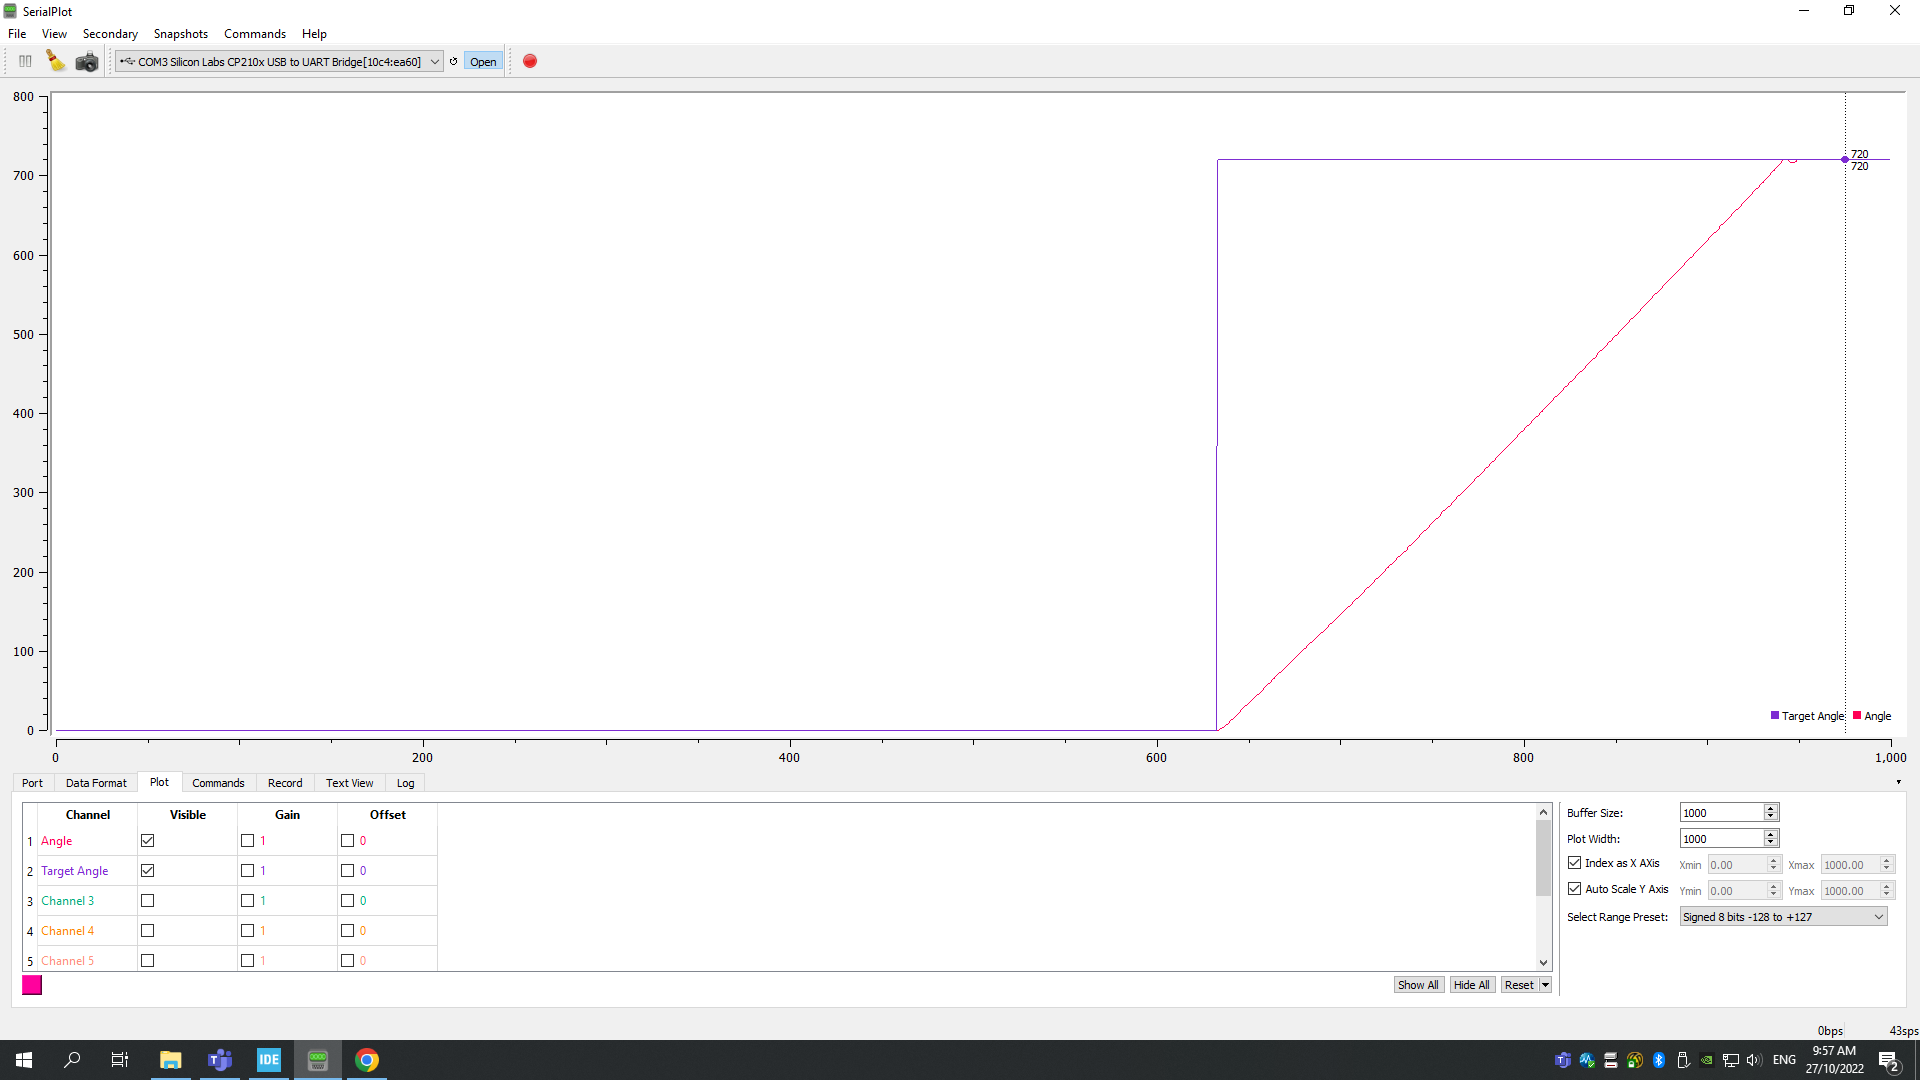 SerialPlot
File View Secondary Snapshots Commands Help
COM3 Silicon Labs CP210x USB to UART Bridge[10c4:ea60] Open
800
700
600
500
400
300
200
100
0
720
720
Target Angle Angle
0 200 400 600 800 1,000
Port Data Format Plot Commands Record Text View Log
Channel Visible Gain Offset
1 Angle 1 0
2 Target Angle 1 0
3 Channel 3 1 0
4 Channel 4 1 0
5 Channel 5 1 0
Show All Hide All Reset
Buffer Size: 1000
Plot Width: 1000
Index as X AXis Xmin 0.00 Xmax 1000.00
Auto Scale Y Axis Ymin 0.00 Ymax 1000.00
Select Range Preset: Signed 8 bits -128 to +127
0bps 43sps
IDE
ENG
9:57 AM
27/10/2022
2